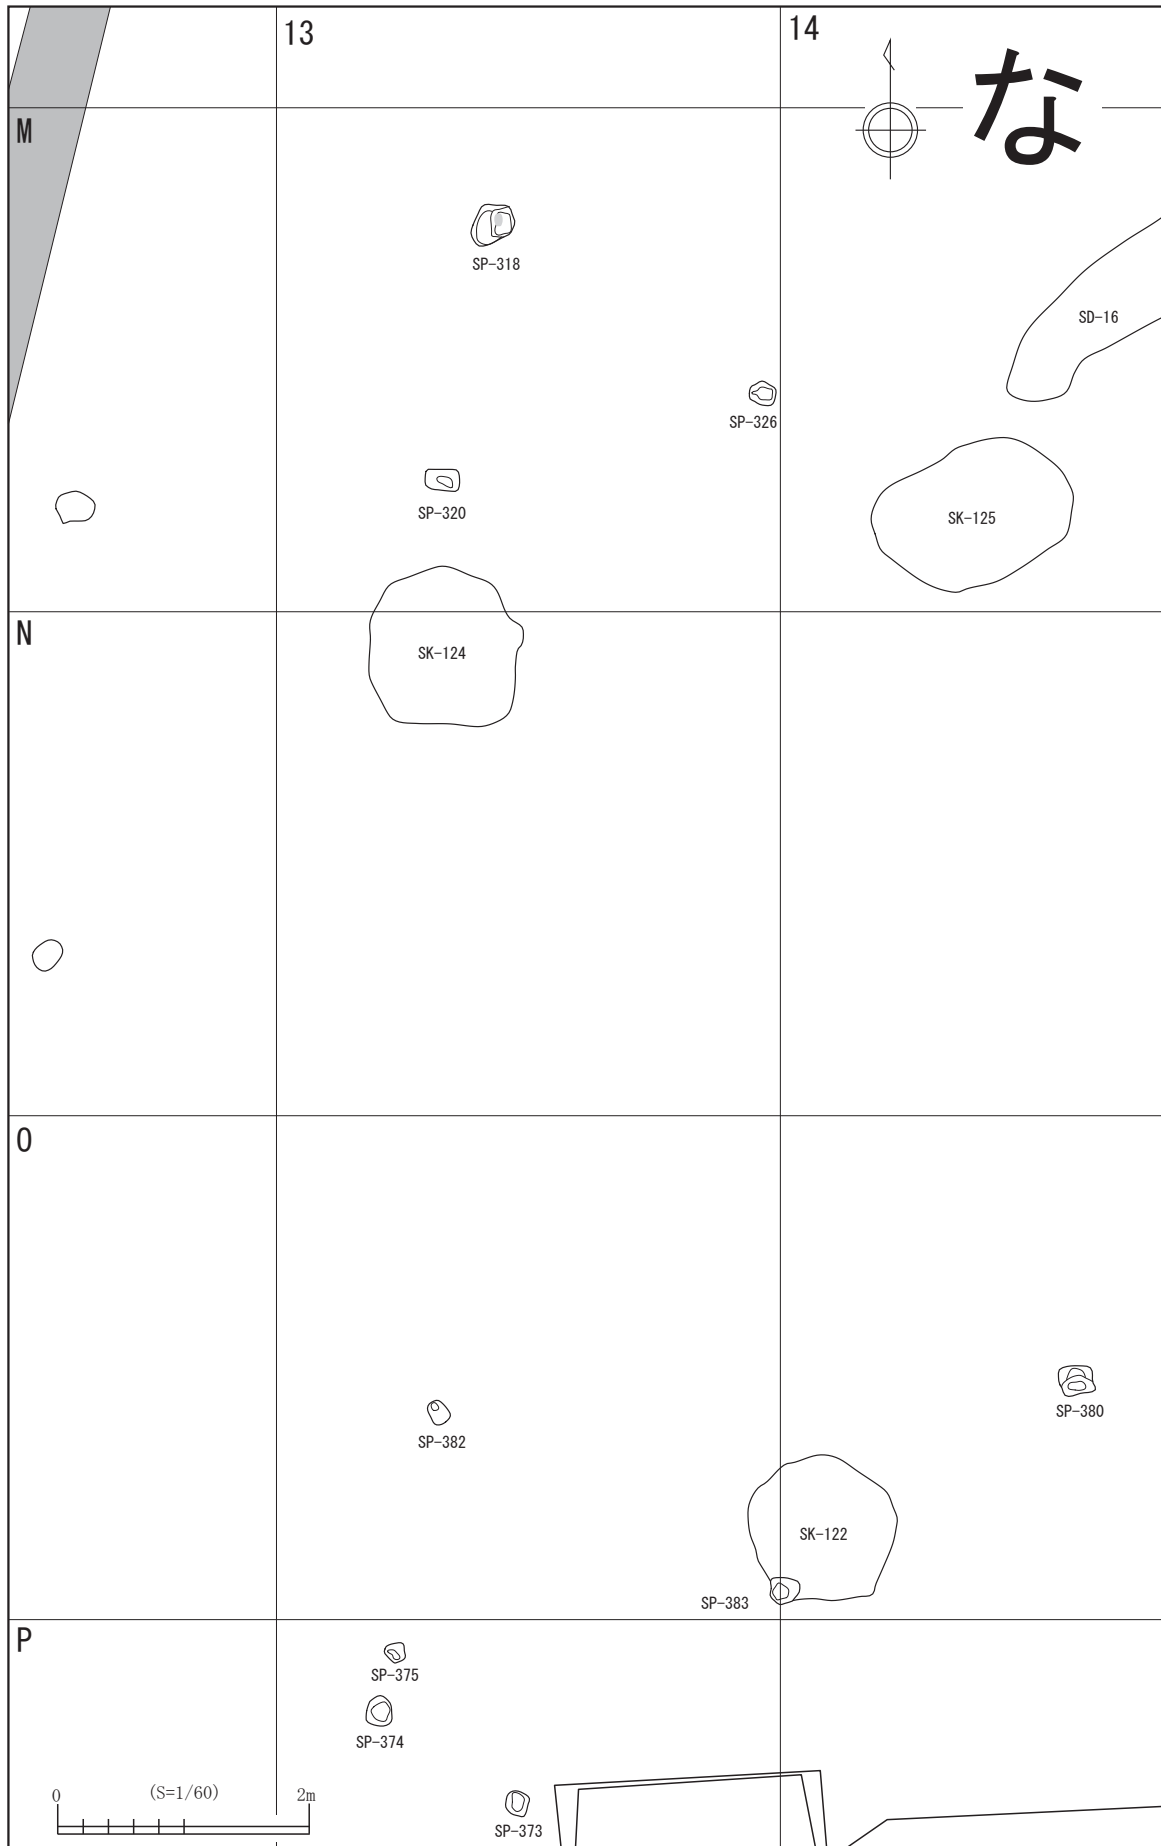 13
14
な
M
SP-318
SD-16
SP-326
SP-320
SK-125
N
SK-124
O
SP-380
SP-382
SK-122
SP-383
P
SP-375
SP-374
0 (S=1/60) 2m
SP-373